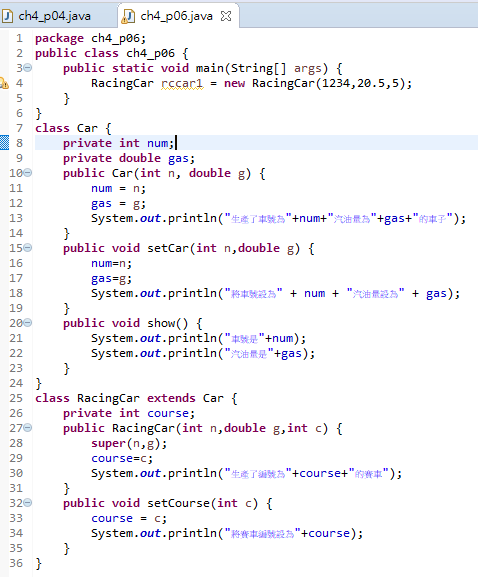 ch4_p04.java ch4_p06.java
1 package ch4_p06;
2 public class ch4_p06 {
3 public static void main(String[] args) {
4 RacingCar rccar1 = new RacingCar(1234,20.5,5);
5 }
6 }
7 class Car {
8 private int num;
9 private double gas;
10 public Car(int n, double g) {
11 num = n;
12 gas = g;
13 System.out.println("生產了車號為"+num+"汽油量為"+gas+"的車子");
14 }
15 public void setCar(int n,double g) {
16 num=n;
17 gas=g;
18 System.out.println("將車號設為" + num + "汽油量設為" + gas);
19 }
20 public void show() {
21 System.out.println("車號是"+num);
22 System.out.println("汽油量是"+gas);
23 }
24 }
25 class RacingCar extends Car {
26 private int course;
27 public RacingCar(int n,double g,int c) {
28 super(n,g);
29 course=c;
30 System.out.println("生產了編號為"+course+"的賽車");
31 }
32 public void setCourse(int c) {
33 course = c;
34 System.out.println("將賽車編號設為"+course);
35 }
36 }